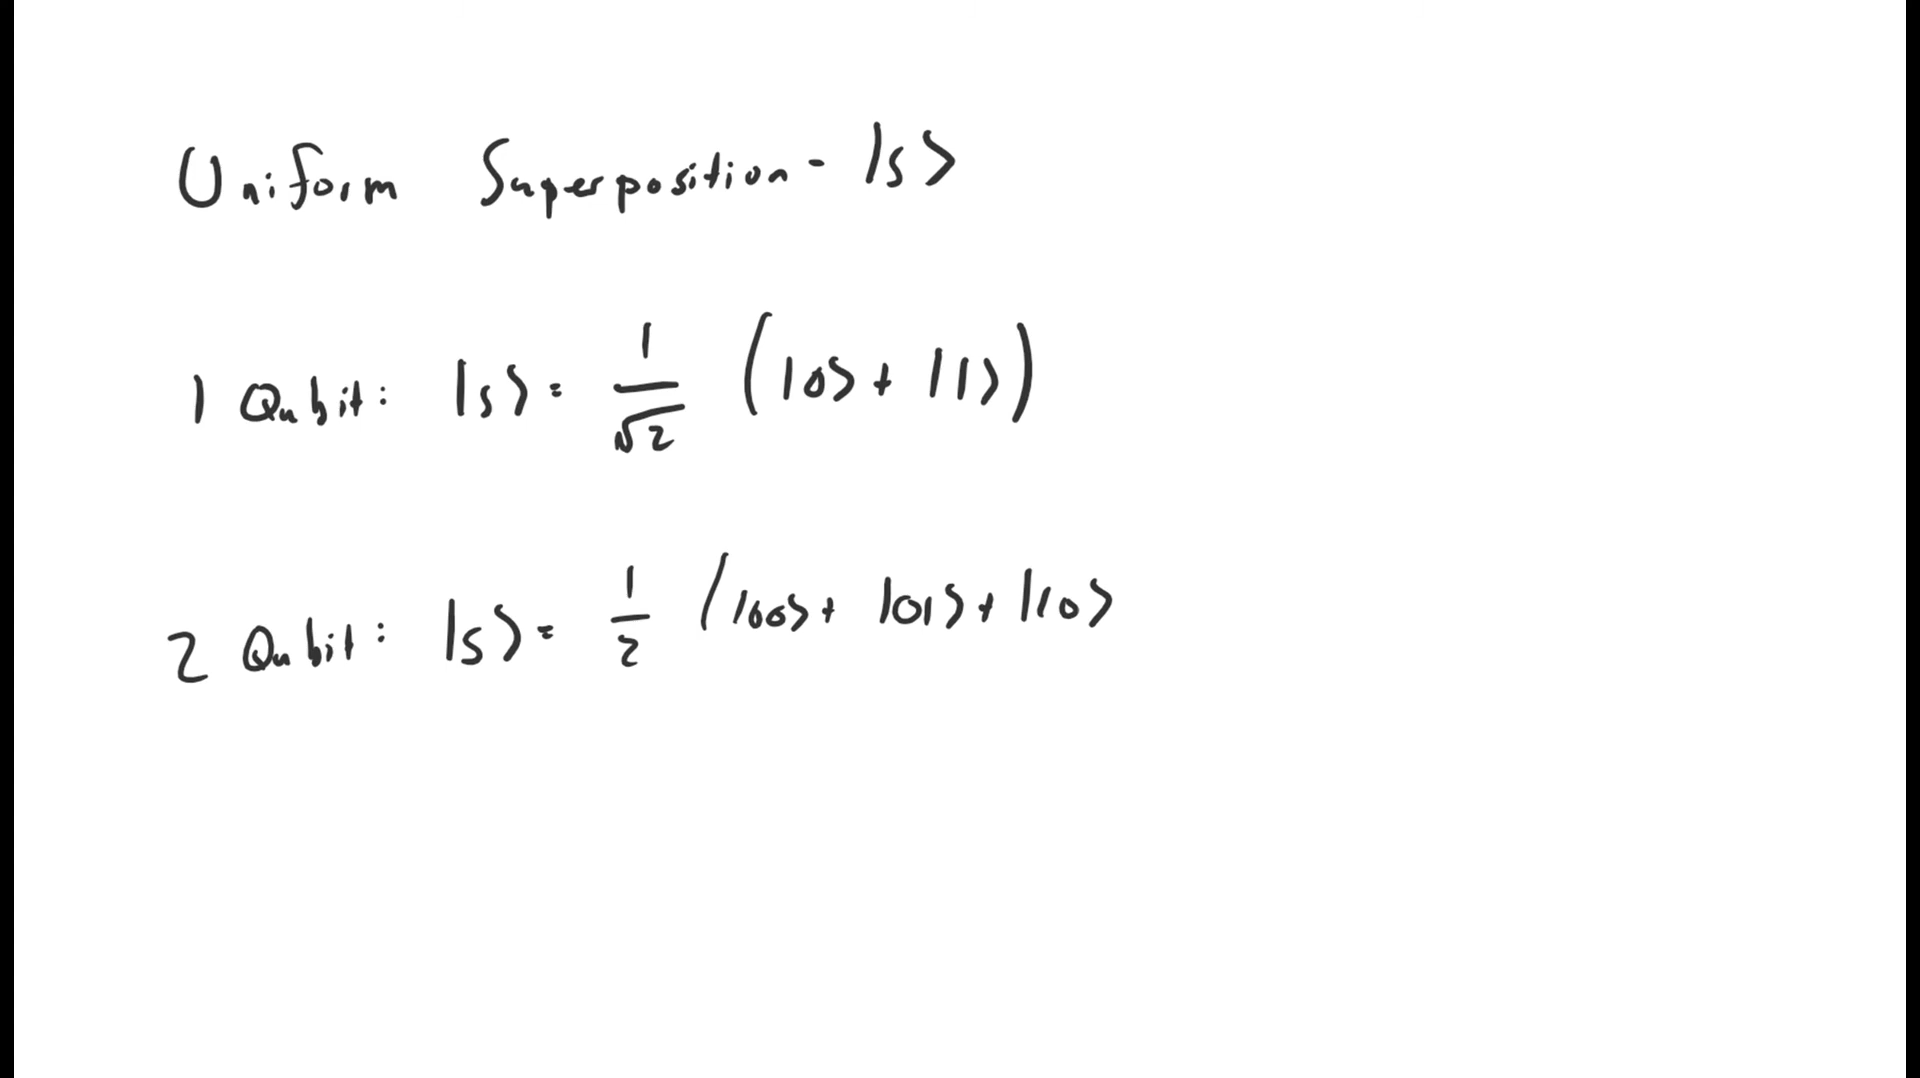 Uniform Superposition - |s⟩
1 Qubit: |s⟩ = 1/√2 (|0⟩ + |1⟩)
2 Qubit: |s⟩ = 1/2 (|00⟩ + |01⟩ + |10⟩